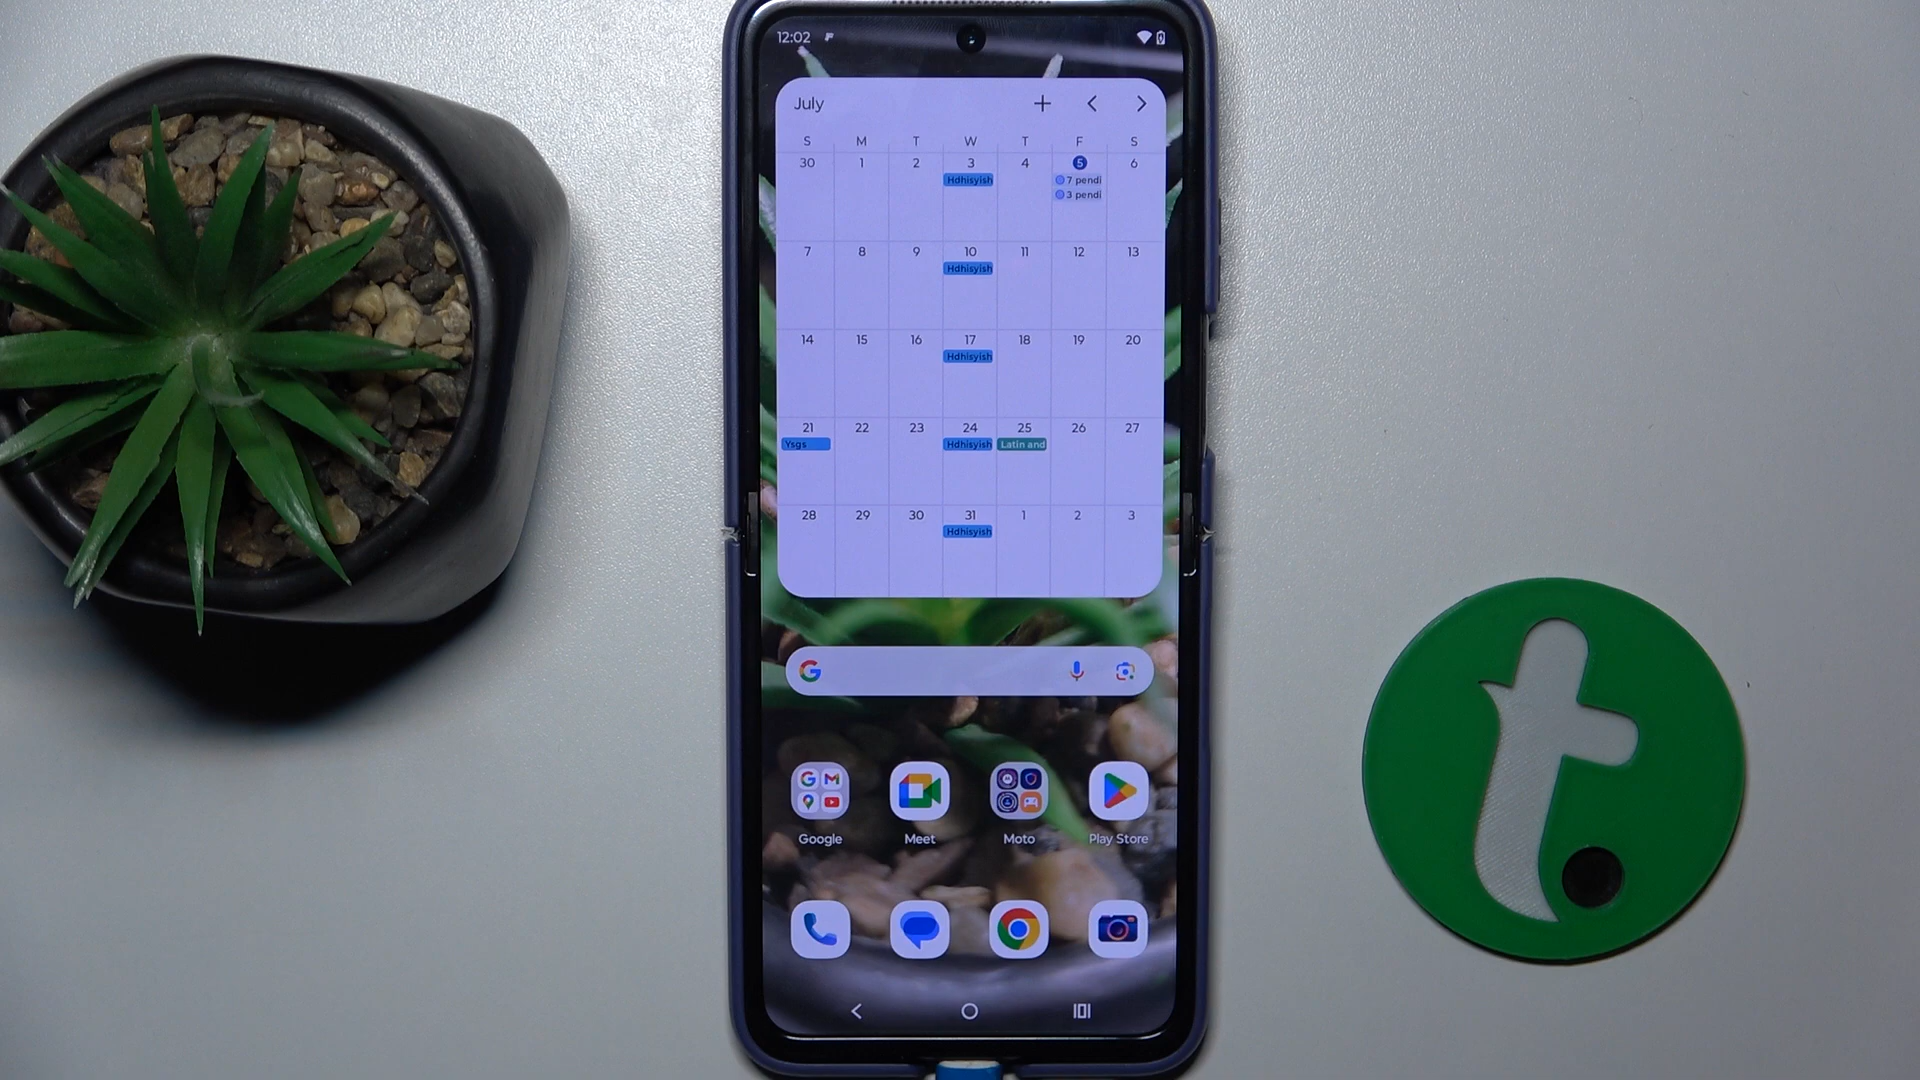 12:02
July
S M T W T F S
30 1 2 3 4 5 6
Hdhisyish 7 pendi
3 pendi
7 8 9 10 11 12 13
Hdhisyish
14 15 16 17 18 19 20
Hdhisyish
21 22 23 24 25 26 27
Ysgs Hdhisyish Latin and
28 29 30 31 1 2 3
Hdhisyish
Google Meet Moto Play Store
t